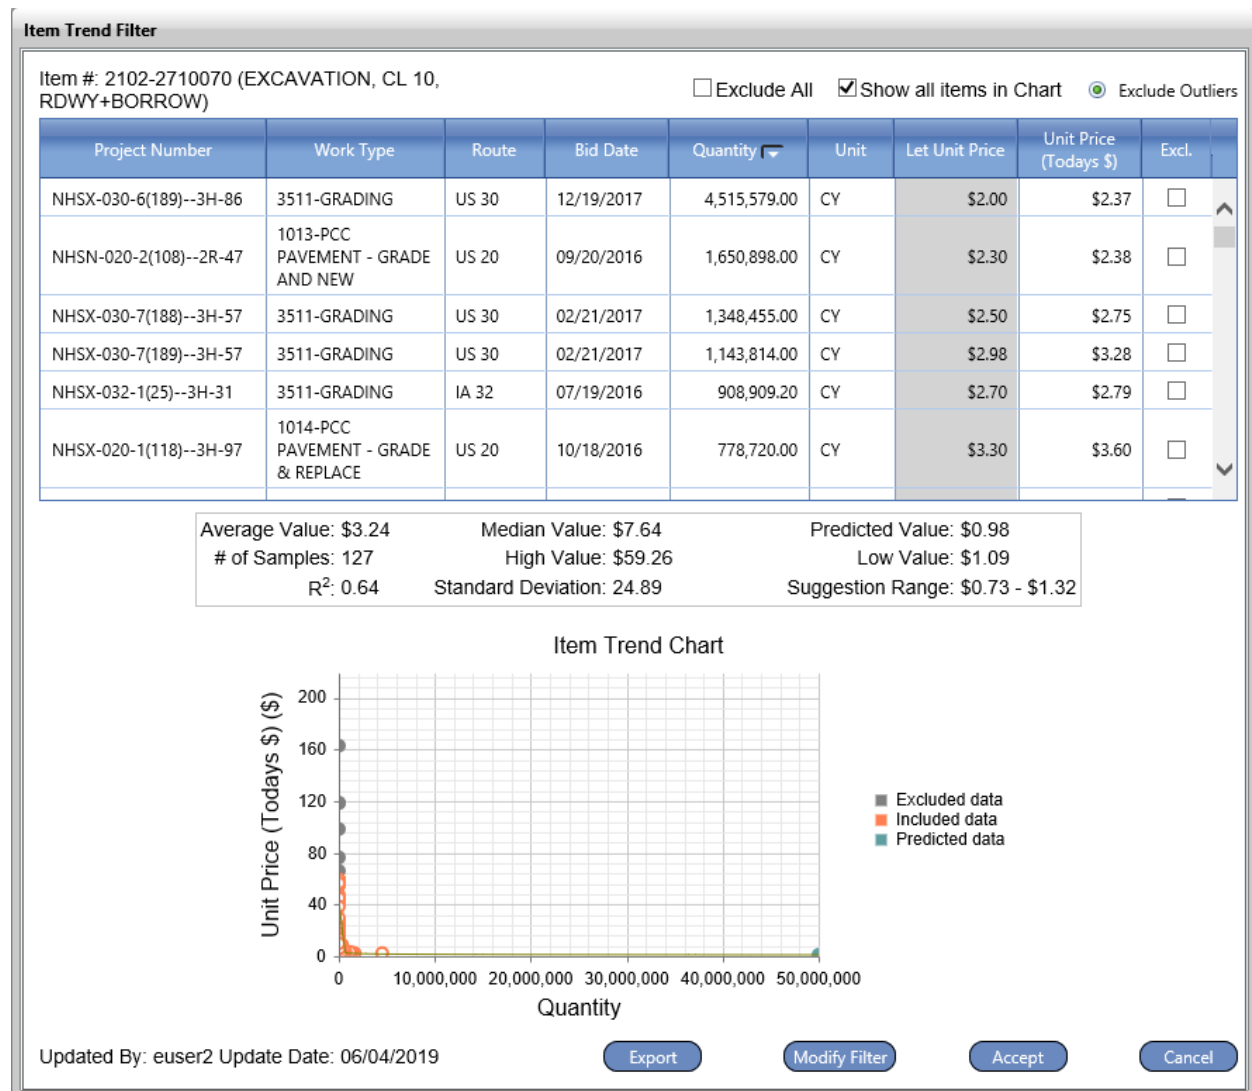 Item Trend Filter
Item #: 2102-2710070 (EXCAVATION, CL 10,
RDWY+BORROW)
Exclude All
Show all items in Chart
Exclude Outliers
Project Number
Work Type
Route
Bid Date
Quantity
Unit
Let Unit Price
Unit Price
(Todays $)
Excl.
NHSX-030-6(189)--3H-86 3511-GRADING US 30 12/19/2017 4,515,579.00 CY $2.00 $2.37
1013-PCC
NHSN-020-2(108)--2R-47 PAVEMENT - GRADE US 20 09/20/2016 1,650,898.00 CY $2.30 $2.38
AND NEW
NHSX-030-7(188)--3H-57 3511-GRADING US 30 02/21/2017 1,348,455.00 CY $2.50 $2.75
NHSX-030-7(189)--3H-57 3511-GRADING US 30 02/21/2017 1,143,814.00 CY $2.98 $3.28
NHSX-032-1(25)--3H-31 3511-GRADING IA 32 07/19/2016 908,909.20 CY $2.70 $2.79
1014-PCC
NHSX-020-1(118)--3H-97 PAVEMENT - GRADE US 20 10/18/2016 778,720.00 CY $3.30 $3.60
& REPLACE
Average Value: $3.24 Median Value: $7.64 Predicted Value: $0.98
# of Samples: 127 High Value: $59.26 Low Value: $1.09
R²: 0.64 Standard Deviation: 24.89 Suggestion Range: $0.73 - $1.32
Item Trend Chart
Unit Price (Todays $) ($)
200
160
120
80
40
0
0 10,000,000 20,000,000 30,000,000 40,000,000 50,000,000
Quantity
Excluded data
Included data
Predicted data
Updated By: euser2 Update Date: 06/04/2019
Export
Modify Filter
Accept
Cancel